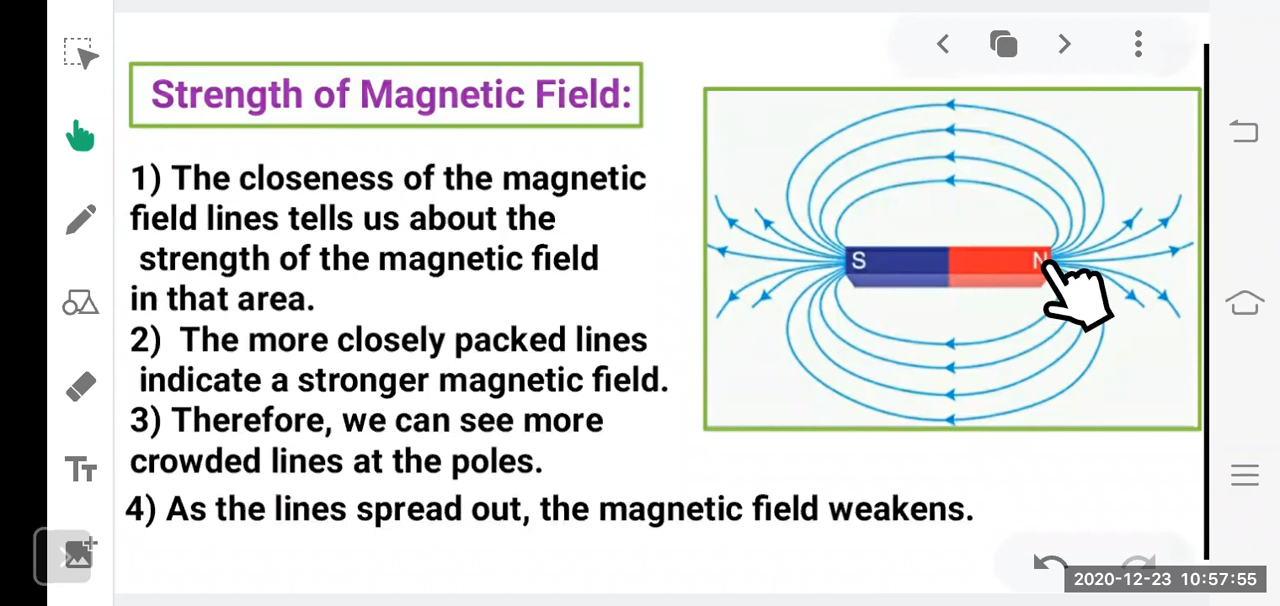 Strength of Magnetic Field:
1) The closeness of the magnetic
field lines tells us about the
strength of the magnetic field
in that area.
2) The more closely packed lines
indicate a stronger magnetic field.
3) Therefore, we can see more
crowded lines at the poles.
4) As the lines spread out, the magnetic field weakens.
S
N
TT
2020-12-23 10:57:55